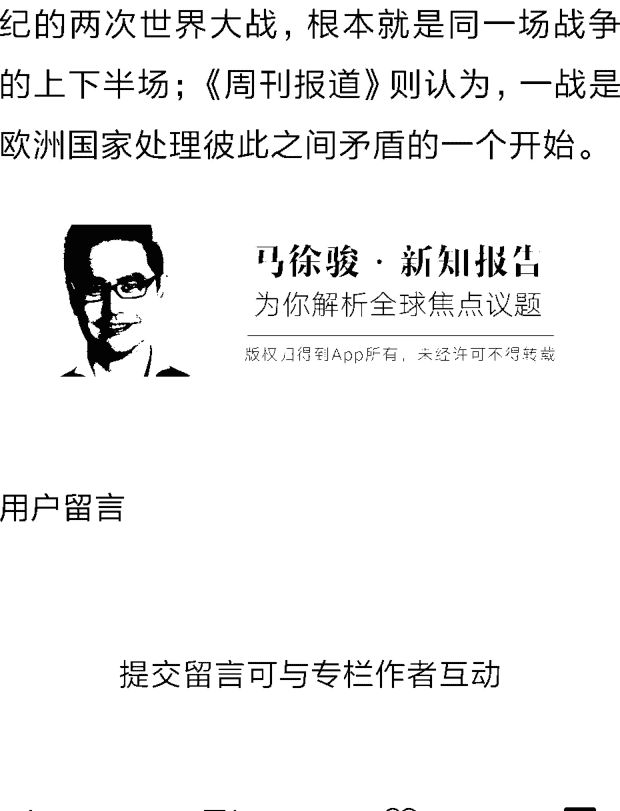 纪的两次世界大战，根本就是同一场战争
的上下半场；《周刊报道》则认为，一战是
欧洲国家处理彼此之间矛盾的一个开始。
马徐骏·新知报告
为你解析全球焦点议题
版权归得到App所有，未经许可不得转载
用户留言
提交留言可与专栏作者互动